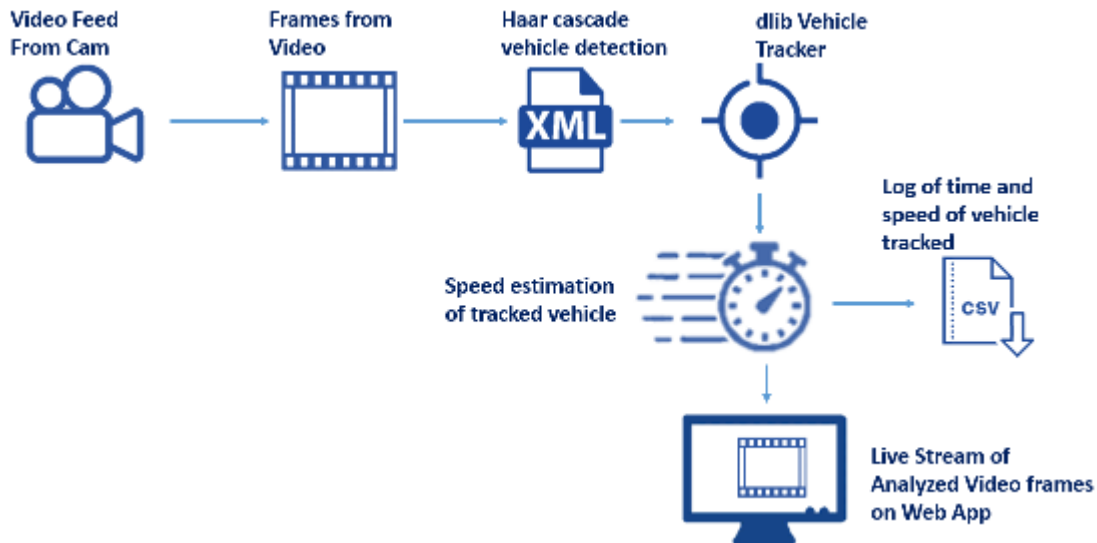 Video Feed
From Cam
Frames from
Video
Haar cascade
vehicle detection
dlib Vehicle
Tracker
XML
Log of time and
speed of vehicle
tracked
Speed estimation
of tracked vehicle
CSV
Live Stream of
Analyzed Video frames
on Web App